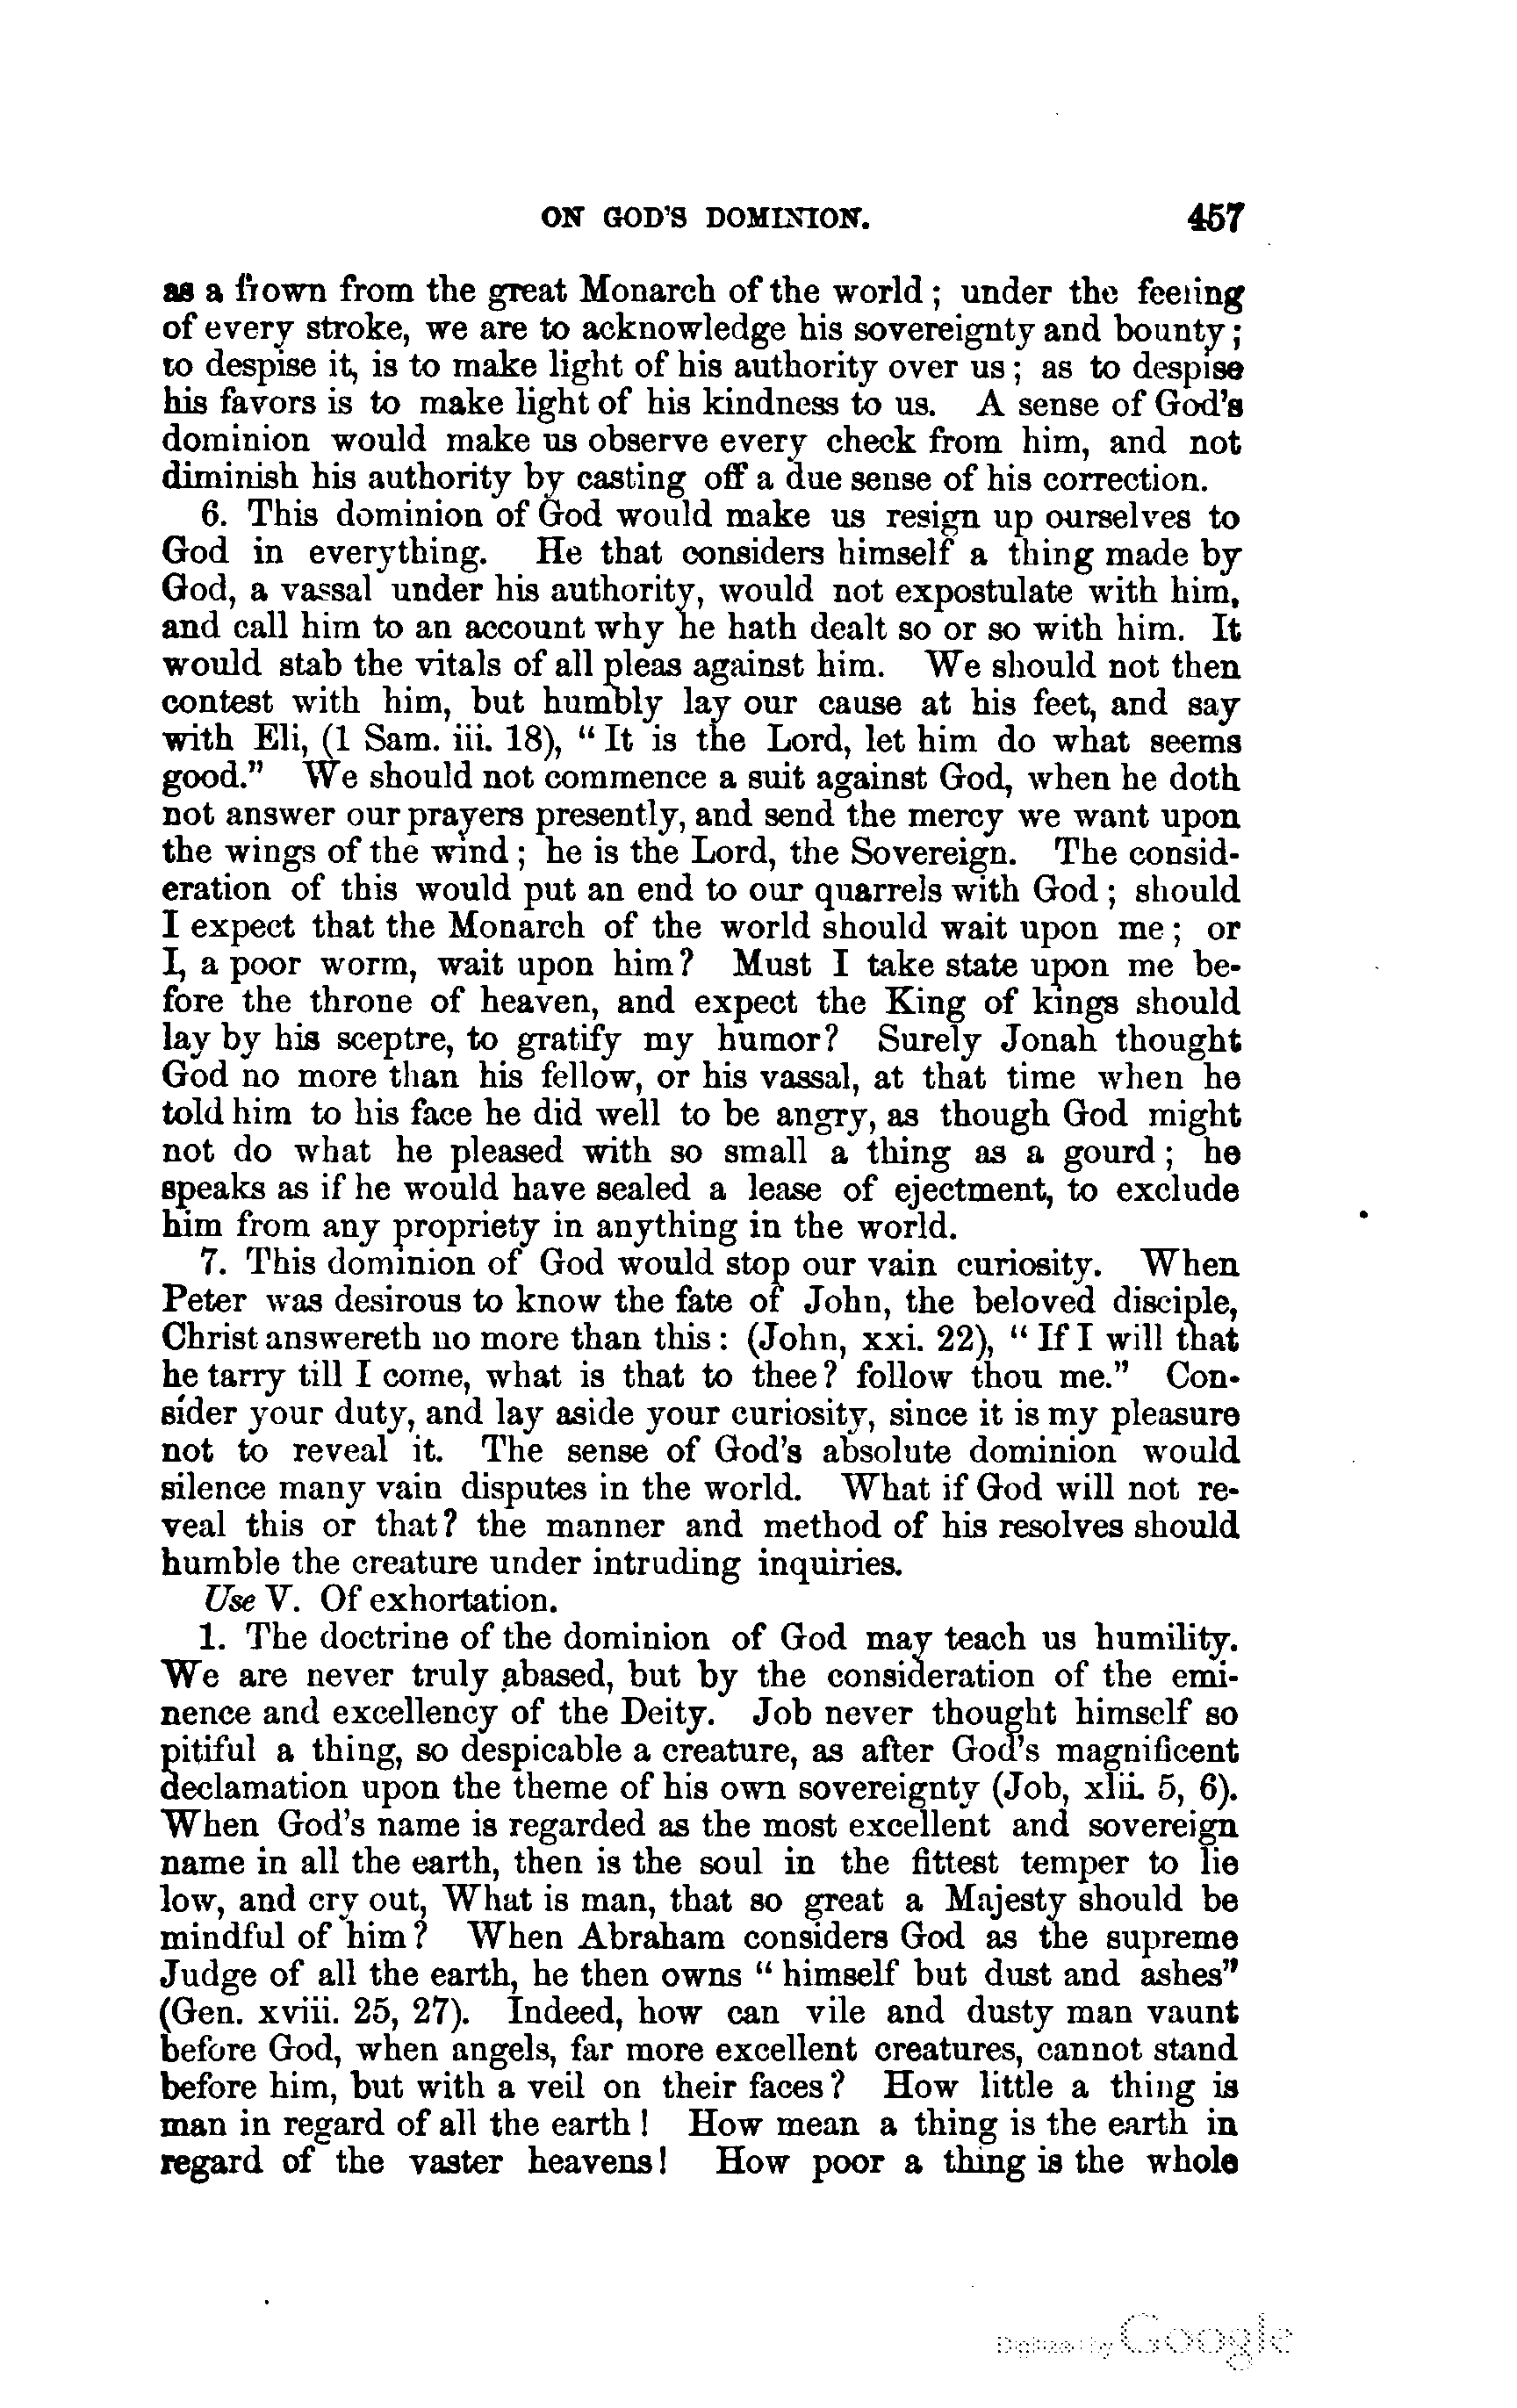 ON GOD'S DOMINION. 457
as a frown from the great Monarch of the world; under the feeling
of every stroke, we are to acknowledge his sovereignty and bounty;
to despise it, is to make light of his authority over us; as to despise
his favors is to make light of his kindness to us. A sense of God's
dominion would make us observe every check from him, and not
diminish his authority by casting off a due sense of his correction.
6. This dominion of God would make us resign up ourselves to
God in everything. He that considers himself a thing made by
God, a vassal under his authority, would not expostulate with him,
and call him to an account why he hath dealt so or so with him. It
would stab the vitals of all pleas against him. We should not then
contest with him, but humbly lay our cause at his feet, and say
with Eli, (1 Sam. iii. 18), "It is the Lord, let him do what seems
good." We should not commence a suit against God, when he doth
not answer our prayers presently, and send the mercy we want upon
the wings of the wind; he is the Lord, the Sovereign. The consid-
eration of this would put an end to our quarrels with God; should
I expect that the Monarch of the world should wait upon me; or
I, a poor worm, wait upon him? Must I take state upon me be-
fore the throne of heaven, and expect the King of kings should
lay by his sceptre, to gratify my humor? Surely Jonah thought
God no more than his fellow, or his vassal, at that time when he
told him to his face he did well to be angry, as though God might
not do what he pleased with so small a thing as a gourd; he
speaks as if he would have sealed a lease of ejectment, to exclude
him from any propriety in anything in the world.
7. This dominion of God would stop our vain curiosity. When
Peter was desirous to know the fate of John, the beloved disciple,
Christ answereth no more than this: (John, xxi. 22), "If I will that
he tarry till I come, what is that to thee? follow thou me." Con-
sider your duty, and lay aside your curiosity, since it is my pleasure
not to reveal it. The sense of God's absolute dominion would
silence many vain disputes in the world. What if God will not re-
veal this or that? the manner and method of his resolves should
humble the creature under intruding inquiries.
Use V. Of exhortation.
1. The doctrine of the dominion of God may teach us humility.
We are never truly abased, but by the consideration of the emi-
nence and excellency of the Deity. Job never thought himself so
pitiful a thing, so despicable a creature, as after God's magnificent
declamation upon the theme of his own sovereignty (Job, xlii. 5, 6).
When God's name is regarded as the most excellent and sovereign
name in all the earth, then is the soul in the fittest temper to lie
low, and cry out, What is man, that so great a Majesty should be
mindful of him? When Abraham considers God as the supreme
Judge of all the earth, he then owns "himself but dust and ashes"
(Gen. xviii. 25, 27). Indeed, how can vile and dusty man vaunt
before God, when angels, far more excellent creatures, cannot stand
before him, but with a veil on their faces? How little a thing is
man in regard of all the earth! How mean a thing is the earth in
regard of the vaster heavens! How poor a thing is the whole
Digitized by Google